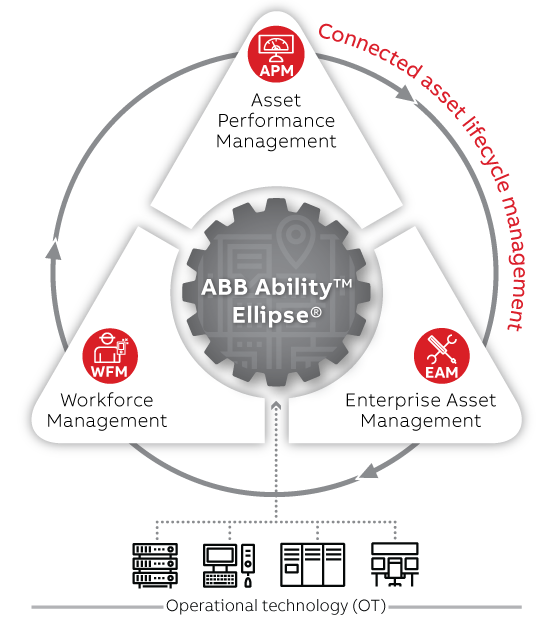 Connected asset lifecycle management
APM
Asset
Performance
Management
ABB Ability™
Ellipse®
WFM
Workforce
Management
EAM
Enterprise Asset
Management
Operational technology (OT)